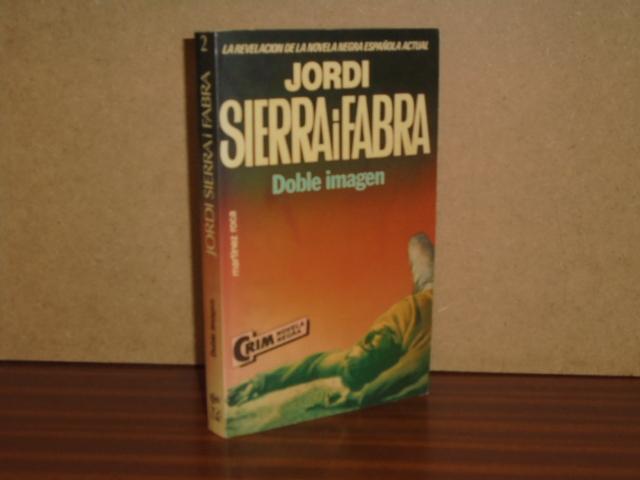 2
JORDI SIERRA i FABRA
Doble imagen
LA REVELACION DE LA NOVELA NEGRA ESPAÑOLA ACTUAL
JORDI
SIERRA i FABRA
Doble imagen
martínez roca
CRIM NOVELA
NEGRA